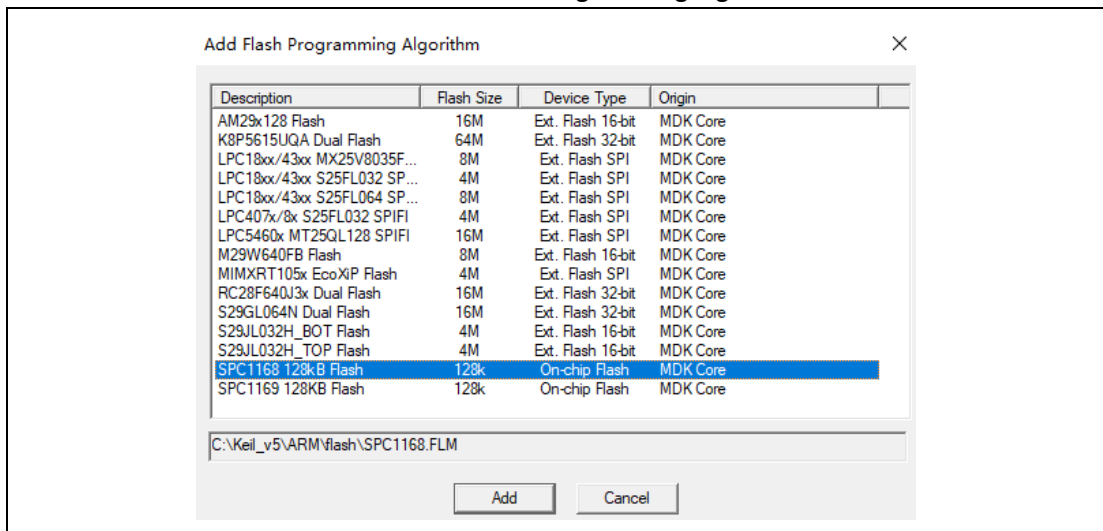 Add Flash Programming Algorithm
Description Flash Size Device Type Origin
AM29x128 Flash 16M Ext. Flash 16-bit MDK Core
K8P5615UQA Dual Flash 64M Ext. Flash 32-bit MDK Core
LPC18xx/43xx MX25V8035F... 8M Ext. Flash SPI MDK Core
LPC18xx/43xx S25FL032 SP... 4M Ext. Flash SPI MDK Core
LPC18xx/43xx S25FL064 SP... 8M Ext. Flash SPI MDK Core
LPC407x/8x S25FL032 SPIFI 4M Ext. Flash SPI MDK Core
LPC5460x MT25QL128 SPIFI 16M Ext. Flash SPI MDK Core
M29W640FB Flash 8M Ext. Flash 16-bit MDK Core
MIMXRT105x EcoXiP Flash 4M Ext. Flash SPI MDK Core
RC28F640J3x Dual Flash 16M Ext. Flash 32-bit MDK Core
S29GL064N Dual Flash 16M Ext. Flash 32-bit MDK Core
S29JL032H_BOT Flash 4M Ext. Flash 16-bit MDK Core
S29JL032H_TOP Flash 4M Ext. Flash 16-bit MDK Core
SPC1168 128kB Flash 128k On-chip Flash MDK Core
SPC1169 128KB Flash 128k On-chip Flash MDK Core
C:\Keil_v5\ARM\flash\SPC1168.FLM
Add Cancel